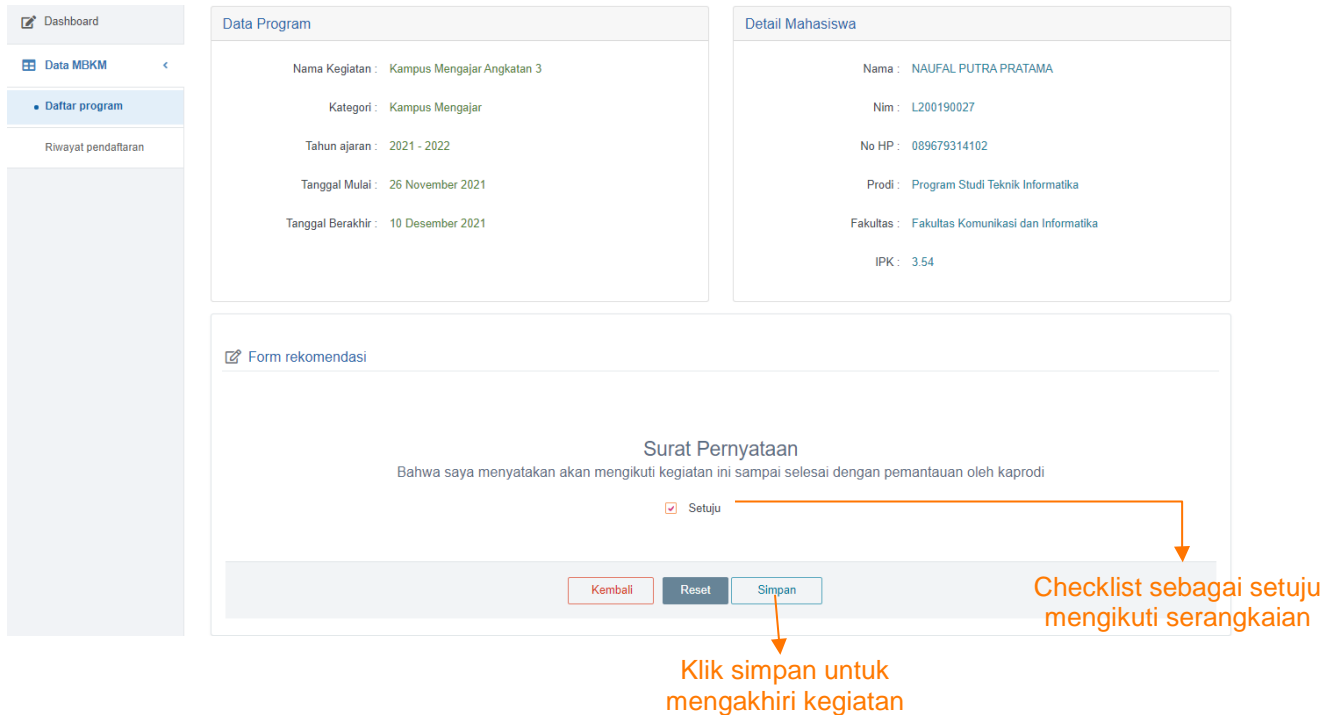 Dashboard
Data MBKM
Daftar program
Riwayat pendaftaran
Data Program
Nama Kegiatan : Kampus Mengajar Angkatan 3
Kategori : Kampus Mengajar
Tahun ajaran : 2021 - 2022
Tanggal Mulai : 26 November 2021
Tanggal Berakhir : 10 Desember 2021
Detail Mahasiswa
Nama : NAUFAL PUTRA PRATAMA
Nim : L200190027
No HP : 089679314102
Prodi : Program Studi Teknik Informatika
Fakultas : Fakultas Komunikasi dan Informatika
IPK : 3.54
Form rekomendasi
Surat Pernyataan
Bahwa saya menyatakan akan mengikuti kegiatan ini sampai selesai dengan pemantauan oleh kaprodi
Setuju
Kembali Reset Simpan
Checklist sebagai setuju
mengikuti serangkaian
Klik simpan untuk
mengakhiri kegiatan